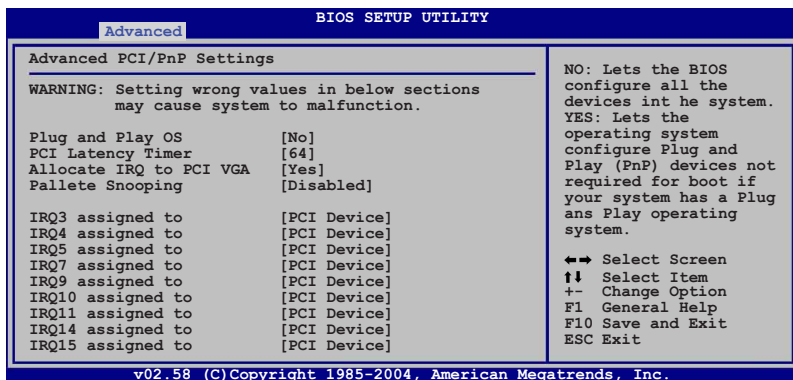 BIOS SETUP UTILITY
Advanced
Advanced PCI/PnP Settings
WARNING: Setting wrong values in below sections
may cause system to malfunction.
Plug and Play OS [No]
PCI Latency Timer [64]
Allocate IRQ to PCI VGA [Yes]
Pallete Snooping [Disabled]
IRQ3 assigned to [PCI Device]
IRQ4 assigned to [PCI Device]
IRQ5 assigned to [PCI Device]
IRQ7 assigned to [PCI Device]
IRQ9 assigned to [PCI Device]
IRQ10 assigned to [PCI Device]
IRQ11 assigned to [PCI Device]
IRQ14 assigned to [PCI Device]
IRQ15 assigned to [PCI Device]
NO: Lets the BIOS
configure all the
devices int he system.
YES: Lets the
operating system
configure Plug and
Play (PnP) devices not
required for boot if
your system has a Plug
ans Play operating
system.
←→ Select Screen
↑↓ Select Item
+- Change Option
F1 General Help
F10 Save and Exit
ESC Exit
v02.58 (C)Copyright 1985-2004, American Megatrends, Inc.